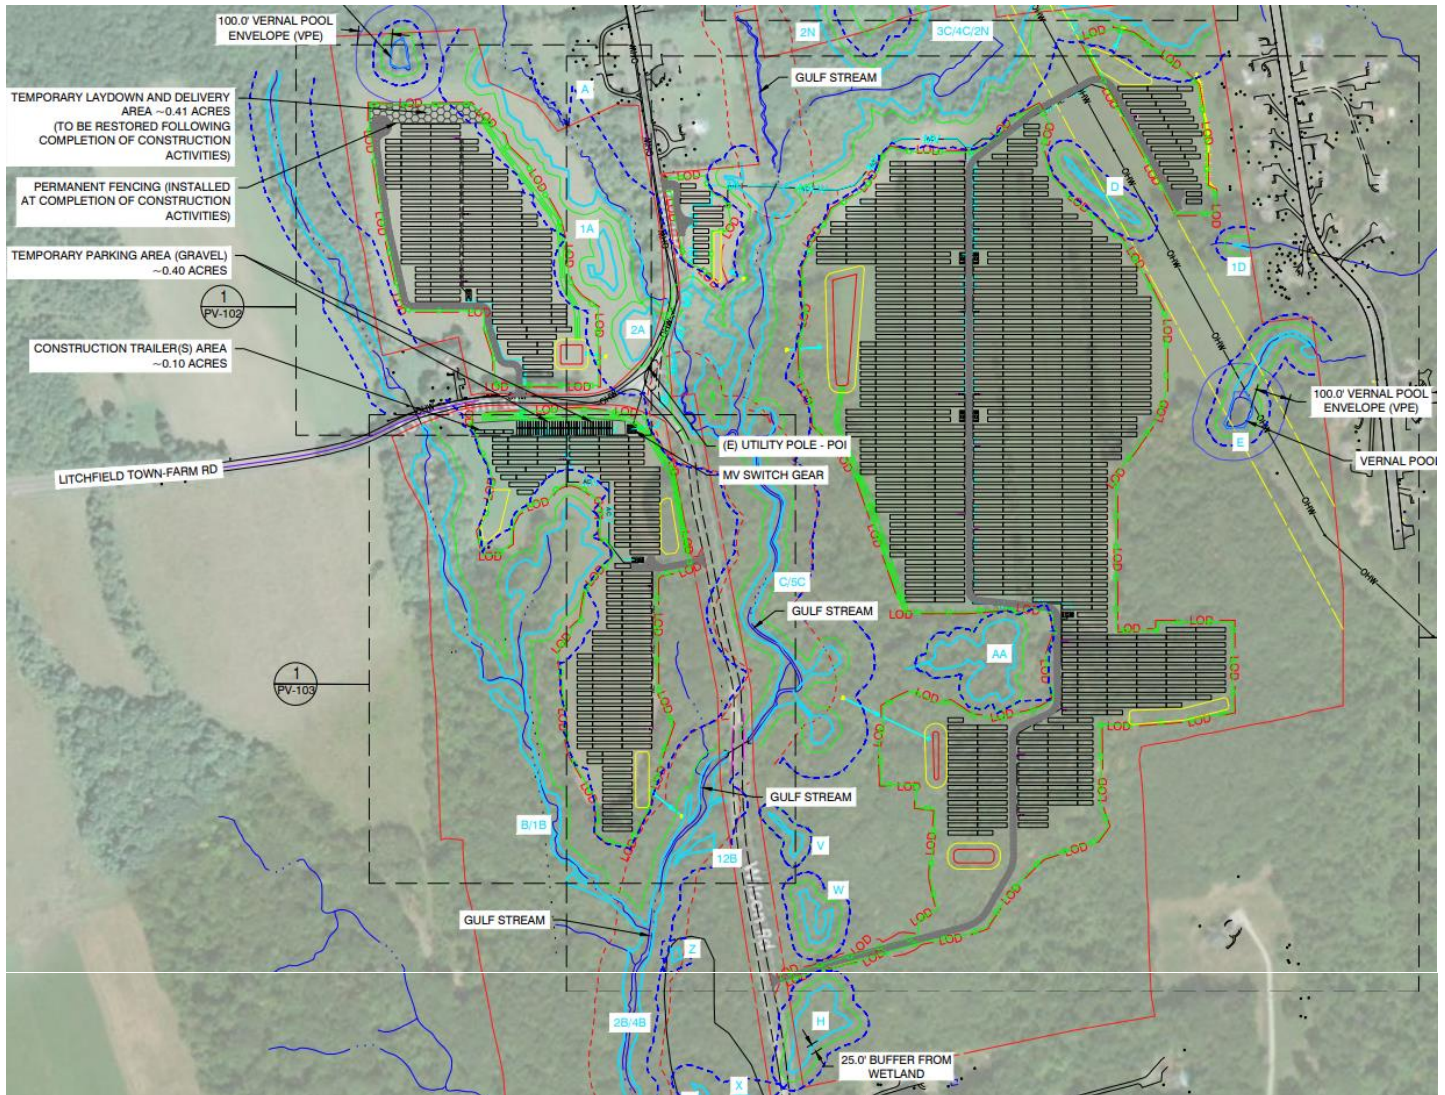 100.0' VERNAL POOL
ENVELOPE (VPE)
TEMPORARY LAYDOWN AND DELIVERY
AREA ~0.41 ACRES
(TO BE RESTORED FOLLOWING
COMPLETION OF CONSTRUCTION
ACTIVITIES)
PERMANENT FENCING (INSTALLED
AT COMPLETION OF CONSTRUCTION
ACTIVITIES)
TEMPORARY PARKING AREA (GRAVEL)
~0.40 ACRES
1
PV-102
CONSTRUCTION TRAILER(S) AREA
~0.10 ACRES
LITCHFIELD TOWN-FARM RD
1
PV-103
A
2N
3C/4C/2N
GULF STREAM
1A
2A
D
1D
E
100.0' VERNAL POOL
ENVELOPE (VPE)
VERNAL POOL
(E) UTILITY POLE - POI
MV SWITCH GEAR
C/5C
GULF STREAM
AA
GULF STREAM
B/1B
12B
V
W
Wilson Rd
GULF STREAM
Z
2B/4B
H
25.0' BUFFER FROM
WETLAND
X
LOD
OHW